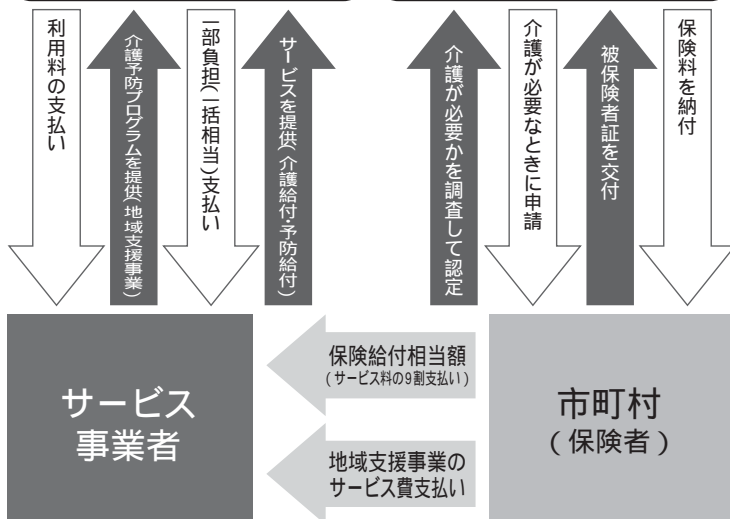 利用料の支払い
介護予防プログラムを提供(地域支援事業)
一部負担(一括相当)支払い
サービスを提供(介護給付・予防給付)
介護が必要かを調査して認定
介護が必要なときに申請
被保険者証を交付
保険料を納付
サービス
事業者
保険給付相当額
(サービス料の9割支払い)
地域支援事業の
サービス費支払い
市町村
(保険者)